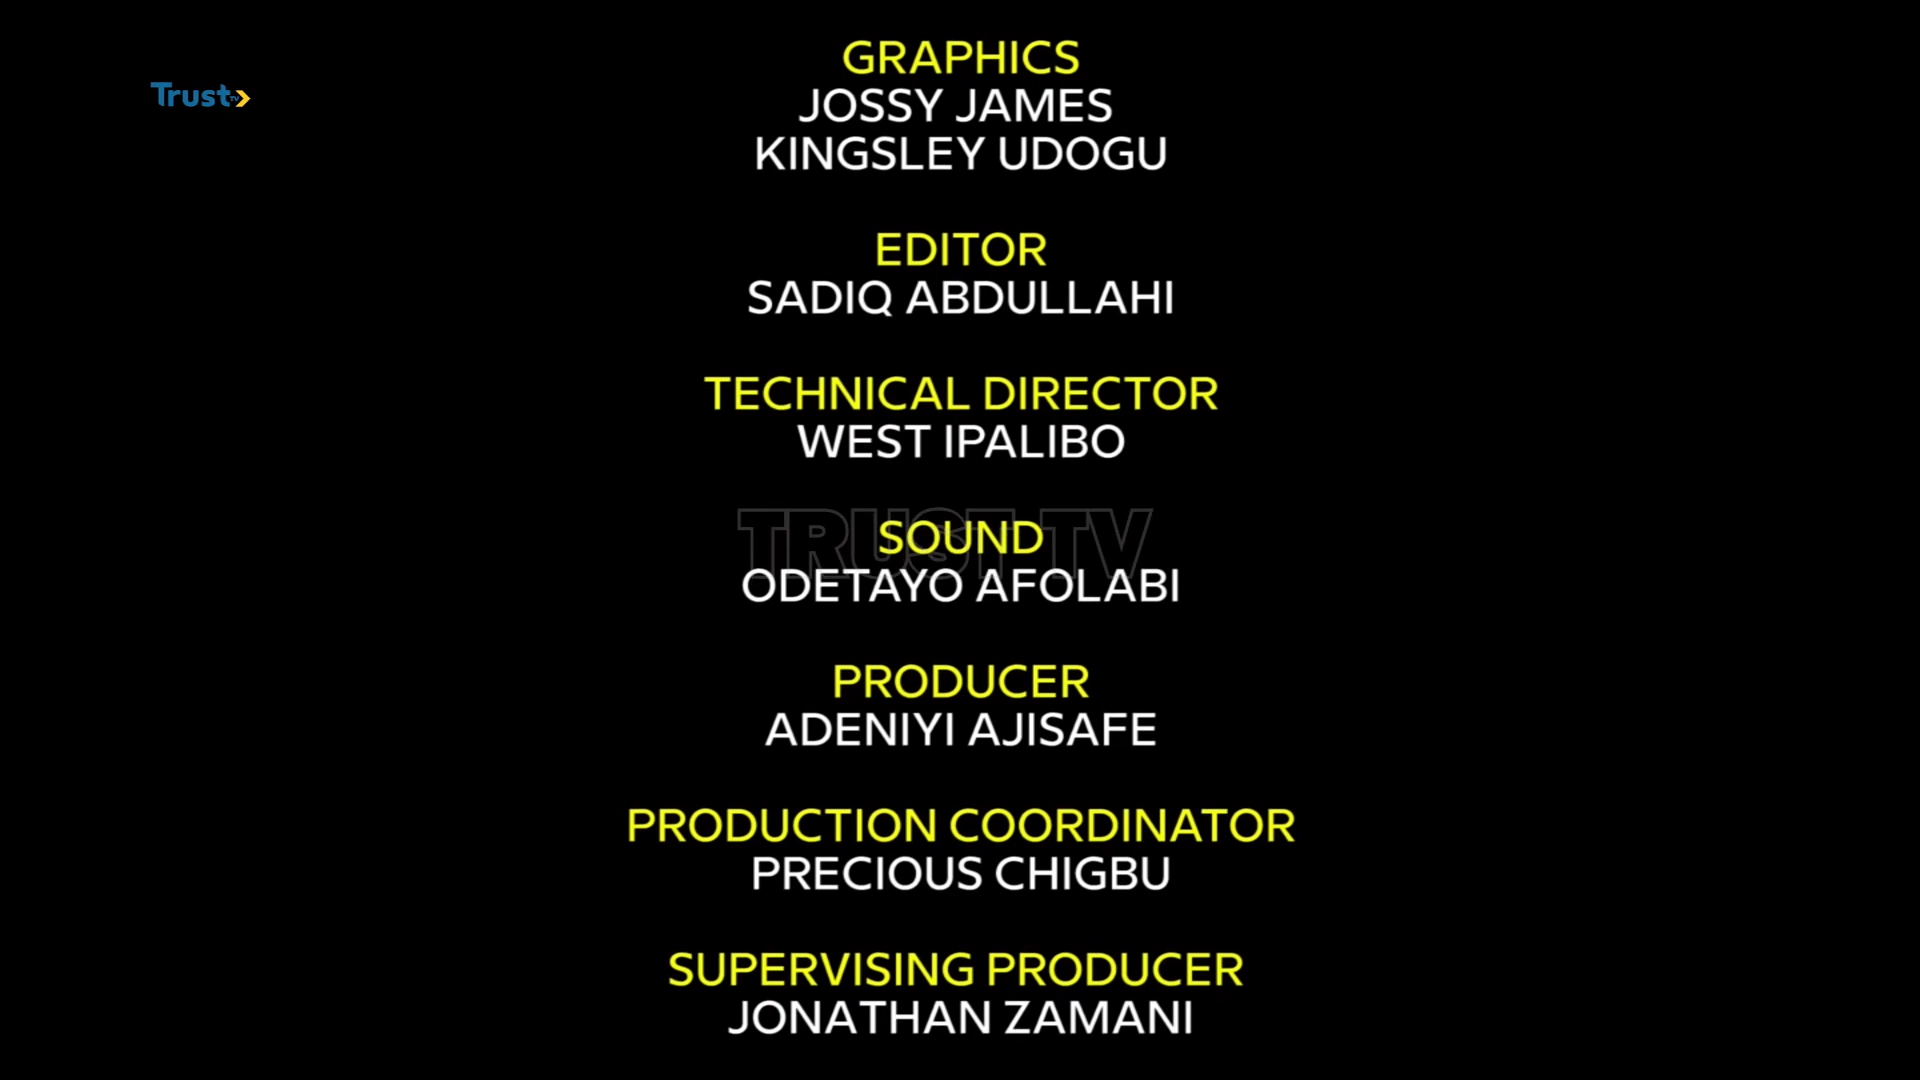 Trust TV
GRAPHICS
JOSSY JAMES
KINGSLEY UDOGU
EDITOR
SADIQ ABDULLAHI
TECHNICAL DIRECTOR
WEST IPALIBO
TRUST TV
SOUND
ODETAYO AFOLABI
PRODUCER
ADENIYI AJISAFE
PRODUCTION COORDINATOR
PRECIOUS CHIGBU
SUPERVISING PRODUCER
JONATHAN ZAMANI